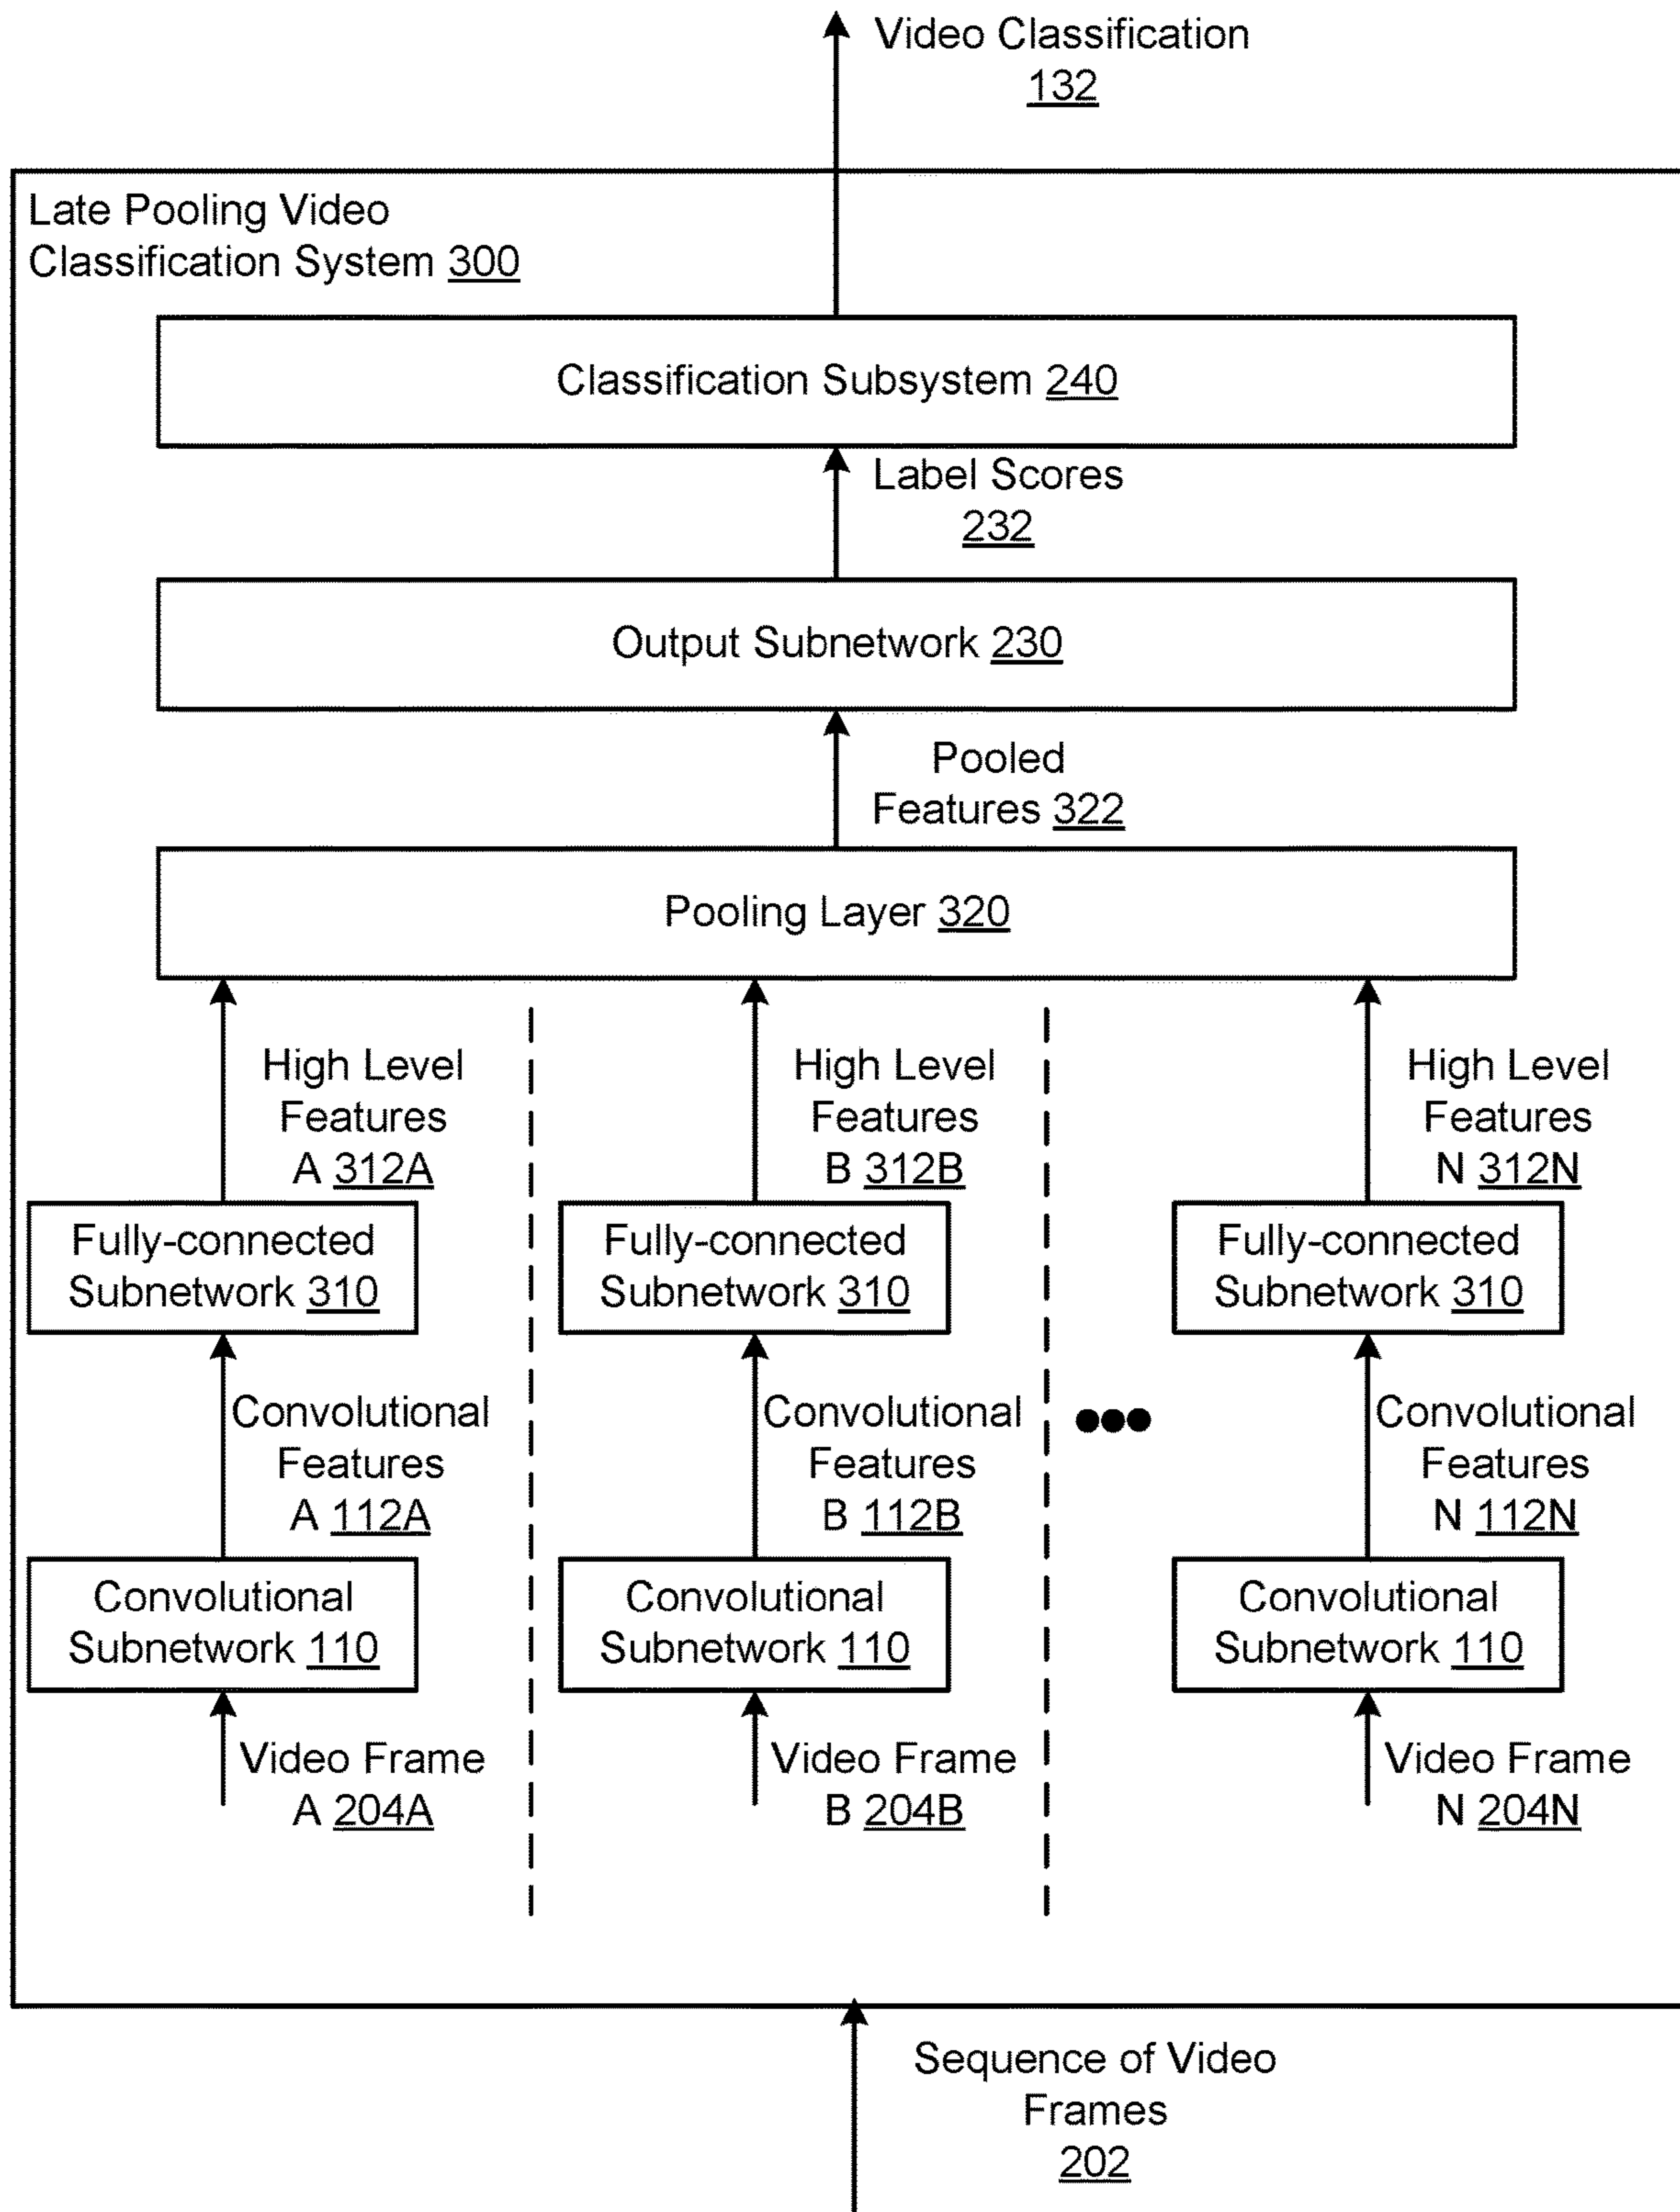 Video Classification
132
Late Pooling Video
Classification System 300
Classification Subsystem 240
Label Scores
232
Output Subnetwork 230
Pooled
Features 322
Pooling Layer 320
High Level
Features
A 312A
High Level
Features
B 312B
High Level
Features
N 312N
Fully-connected
Subnetwork 310
Fully-connected
Subnetwork 310
Fully-connected
Subnetwork 310
Convolutional
Features
A 112A
Convolutional
Features
B 112B
Convolutional
Features
N 112N
Convolutional
Subnetwork 110
Convolutional
Subnetwork 110
Convolutional
Subnetwork 110
Video Frame
A 204A
Video Frame
B 204B
Video Frame
N 204N
Sequence of Video
Frames
202